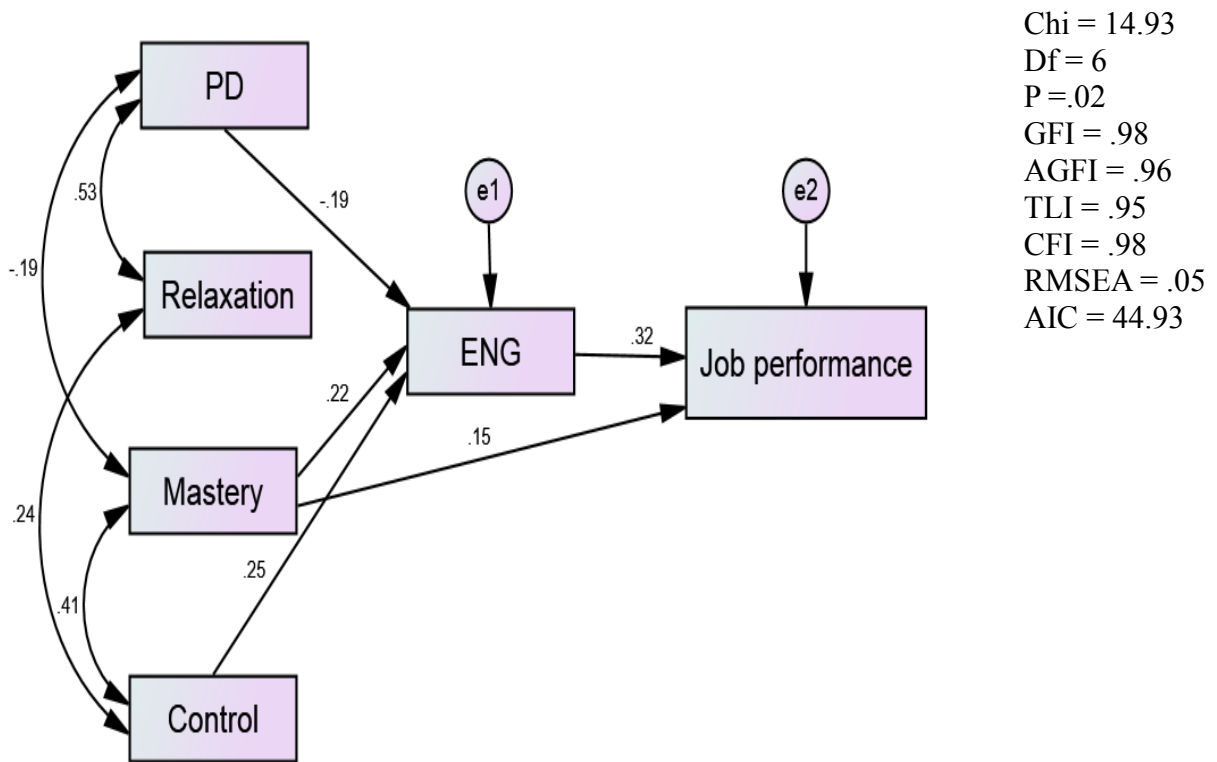 Chi = 14.93
Df = 6
P =.02
GFI = .98
AGFI = .96
TLI = .95
CFI = .98
RMSEA = .05
AIC = 44.93
PD
e1
e2
-.19
.53
-.19
Relaxation
ENG
.32
Job performance
.22
.15
Mastery
.24
.25
.41
Control